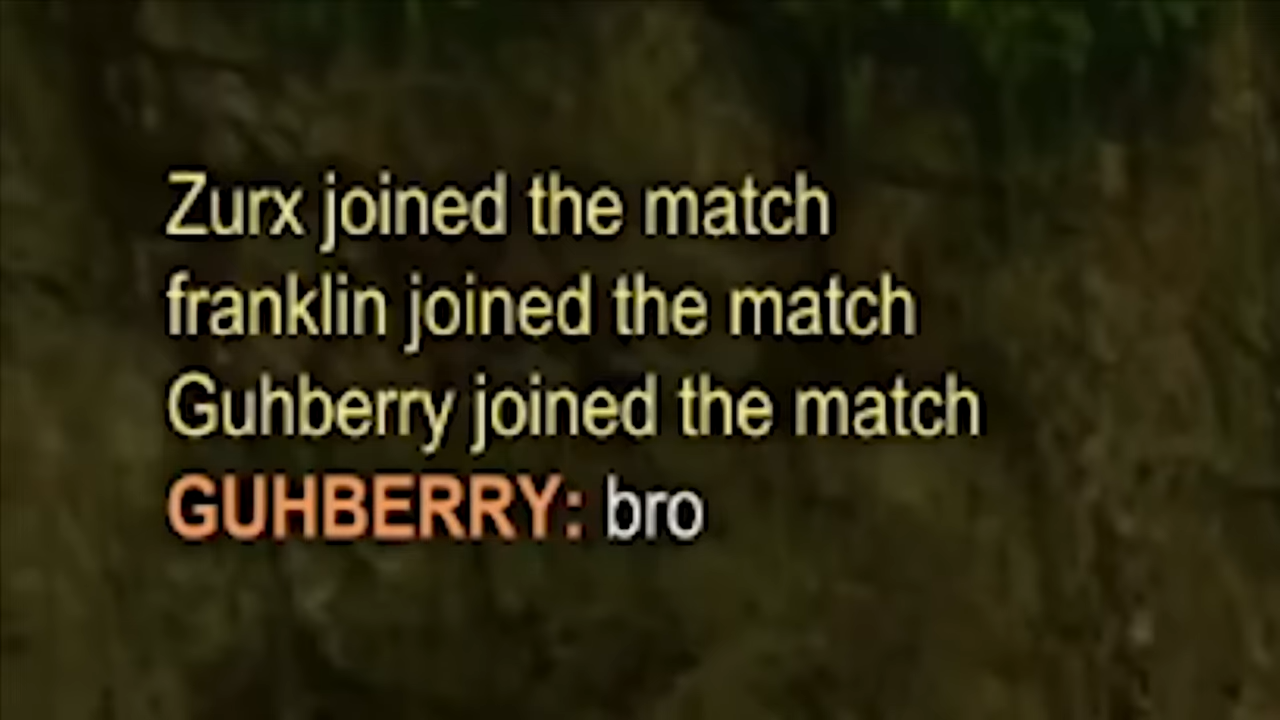 Zurx joined the match
franklin joined the match
Guhberry joined the match
GUHBERRY: bro